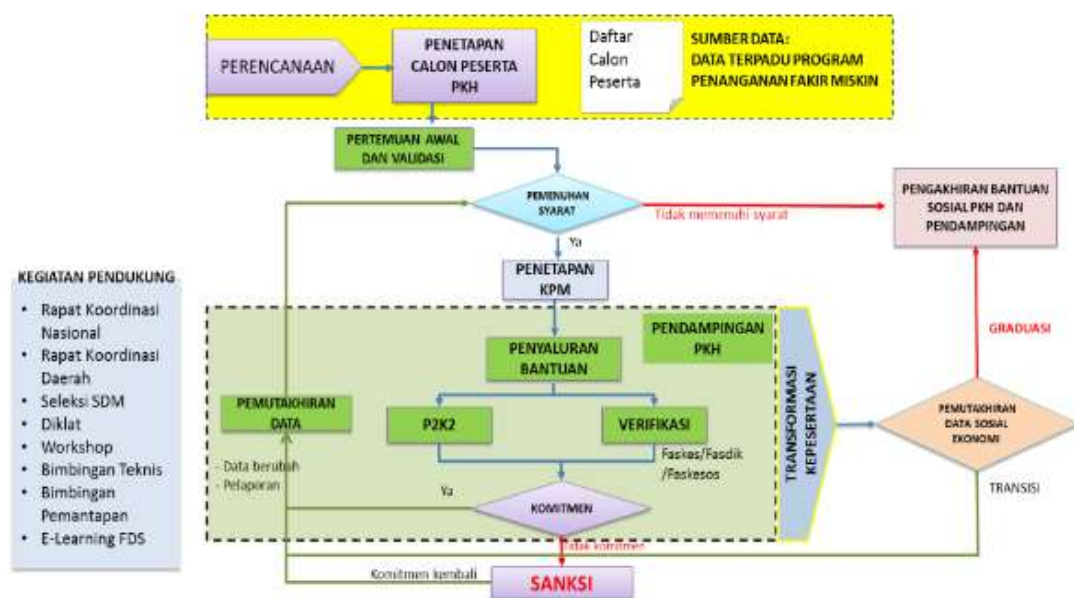 PERENCANAAN
PENETAPAN
CALON PESERTA
PKH
Daftar
Calon
Peserta
SUMBER DATA:
DATA TERPADU PROGRAM
PENANGANAN FAKIR MISKIN
PERTEMUAN AWAL
DAN VALIDASI
PEMENUHAN
SYARAT
Tidak memenuhi syarat
PENGAKHIRAN BANTUAN
SOSIAL PKH DAN
PENDAMPINGAN
Ya
PENETAPAN
KPM
KEGIATAN PENDUKUNG
• Rapat Koordinasi
Nasional
• Rapat Koordinasi
Daerah
• Seleksi SDM
• Diklat
• Workshop
• Bimbingan Teknis
• Bimbingan
Pemantapan
• E-Learning FDS
PENDAMPINGAN
PKH
PENYALURAN
BANTUAN
GRADUASI
PEMUTAKHIRAN
DATA
P2K2
VERIFIKASI
TRANSFORMASI
KEPESERTAAN
PEMUTAKHIRAN
DATA SOSIAL
EKONOMI
Faskes/Fasdik
/Faskesos
- Data berubah
- Pelaporan
Ya
KOMITMEN
TRANSISI
Tidak komitmen
Komitmen kembali
SANKSI